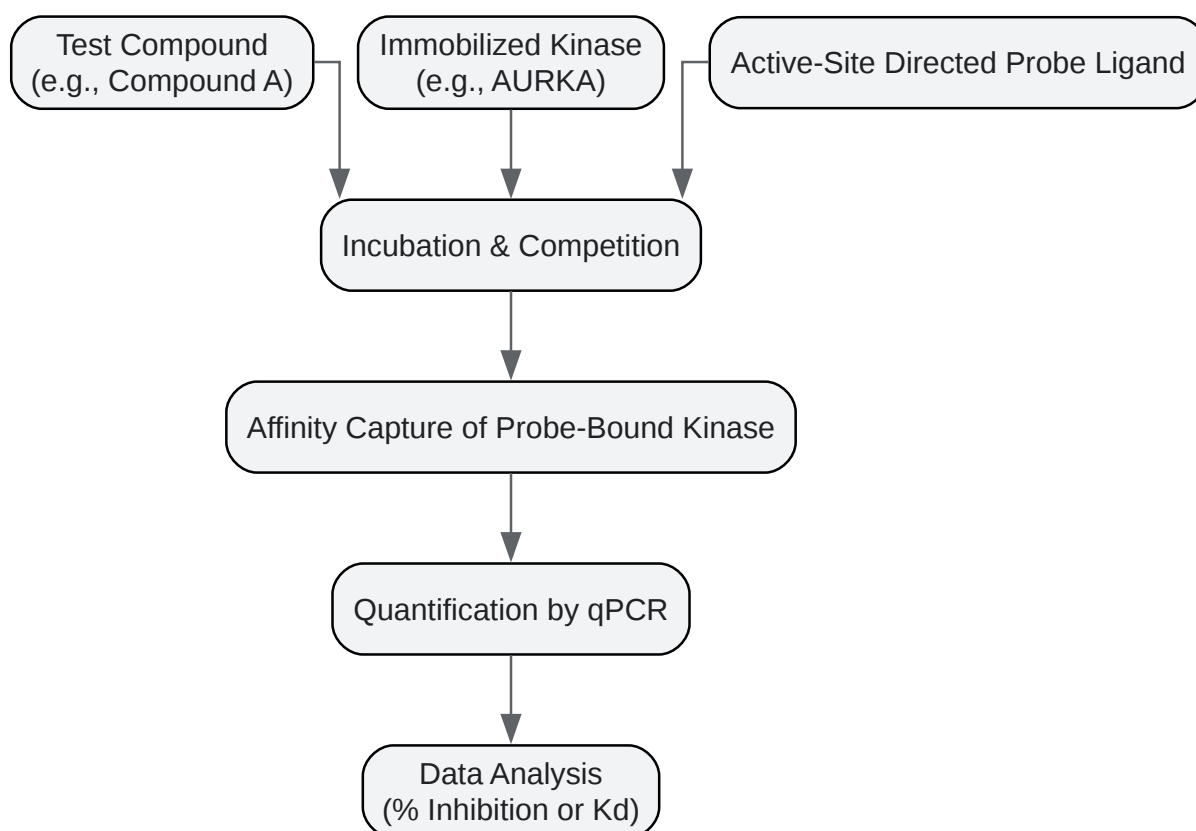 Test Compound
(e.g., Compound A)
Immobilized Kinase
(e.g., AURKA)
Active-Site Directed Probe Ligand
Incubation & Competition
Affinity Capture of Probe-Bound Kinase
Quantification by qPCR
Data Analysis
(% Inhibition or Kd)